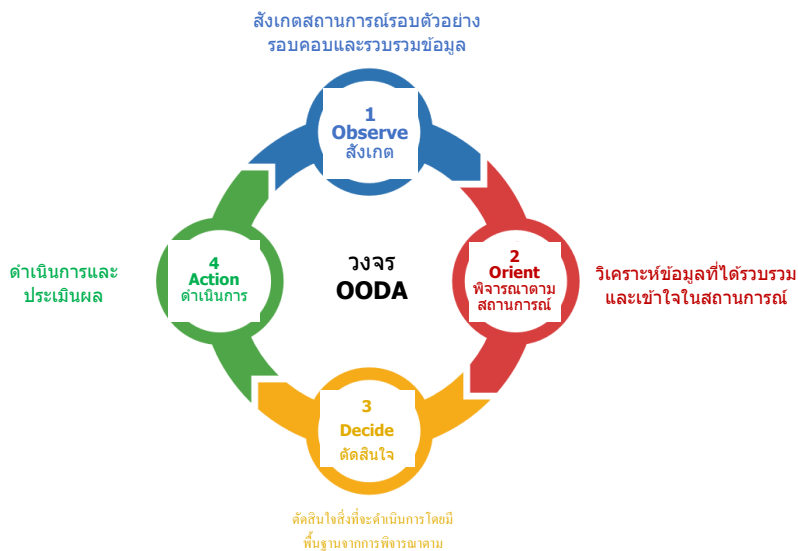 สังเกตสถานการณ์รอบตัวอย่าง
รอบคอบและรวบรวมข้อมูล
1
Observe
สังเกต
2
Orient
พิจารณาตาม
สถานการณ์
วิเคราะห์ข้อมูลที่ได้รวบรวม
และเข้าใจในสถานการณ์
วงจร
OODA
3
Decide
ตัดสินใจ
ตัดสินใจสิ่งที่จะดำเนินการโดยมี
พื้นฐานจากการพิจารณาตาม
4
Action
ดำเนินการ
ดำเนินการและ
ประเมินผล